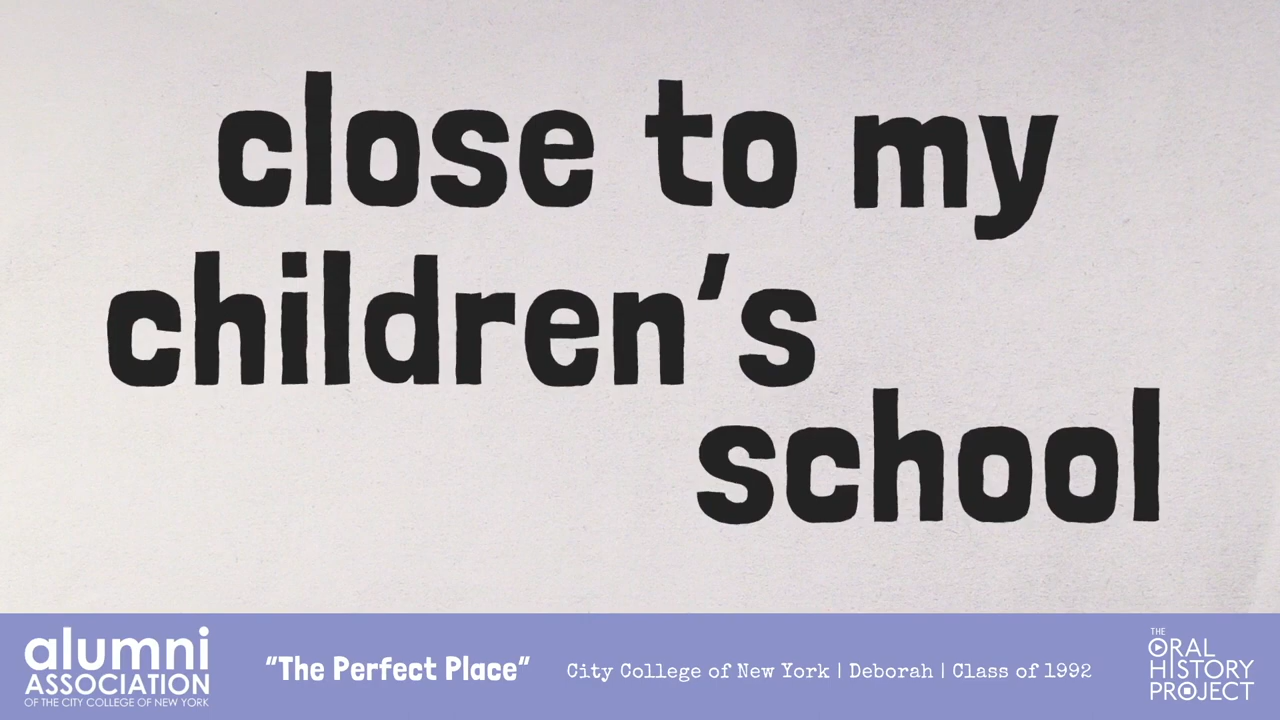 close to my
children's
school
alumni
ASSOCIATION
OF THE CITY COLLEGE OF NEW YORK
"The Perfect Place"
City College of New York | Deborah | Class of 1992
THE
ORAL
HISTORY
PROJECT